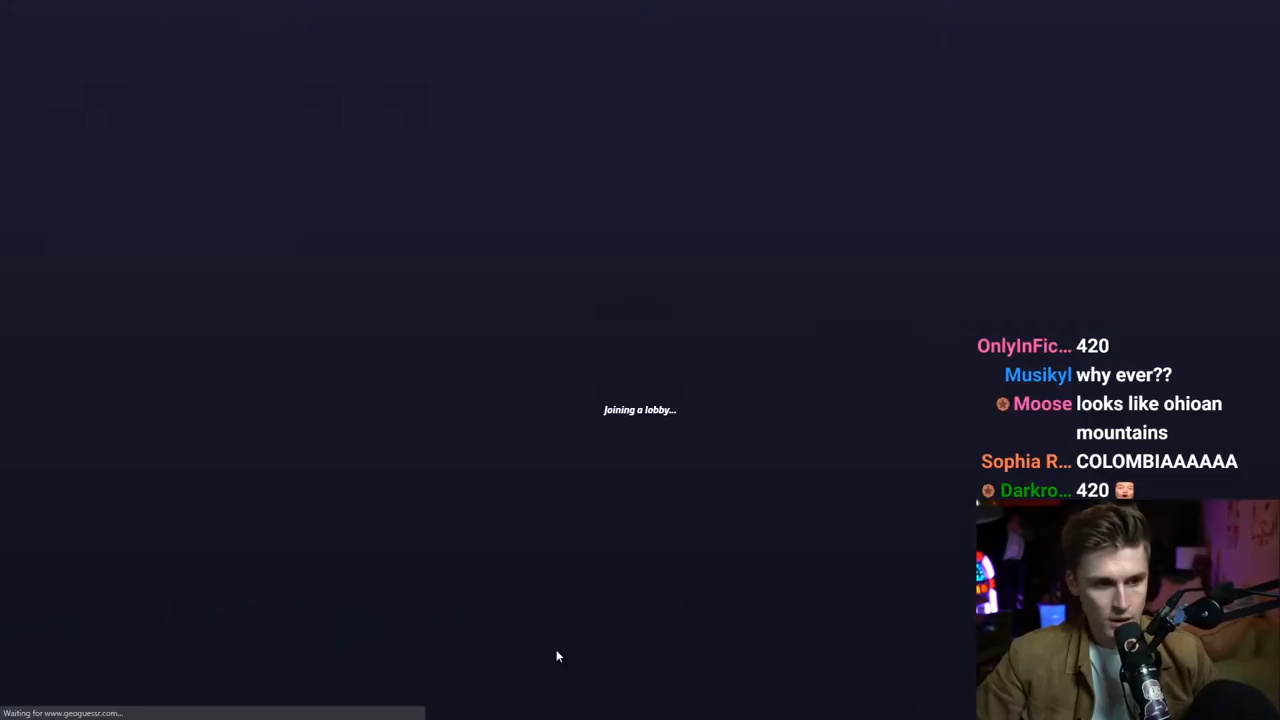 OnlyInFic... 420
Musikyl why ever??
Moose looks like ohioan
mountains
Joining a lobby...
Sophia R... COLOMBIAAAAAA
Darkro... 420
Waiting for www.geoguessr.com...